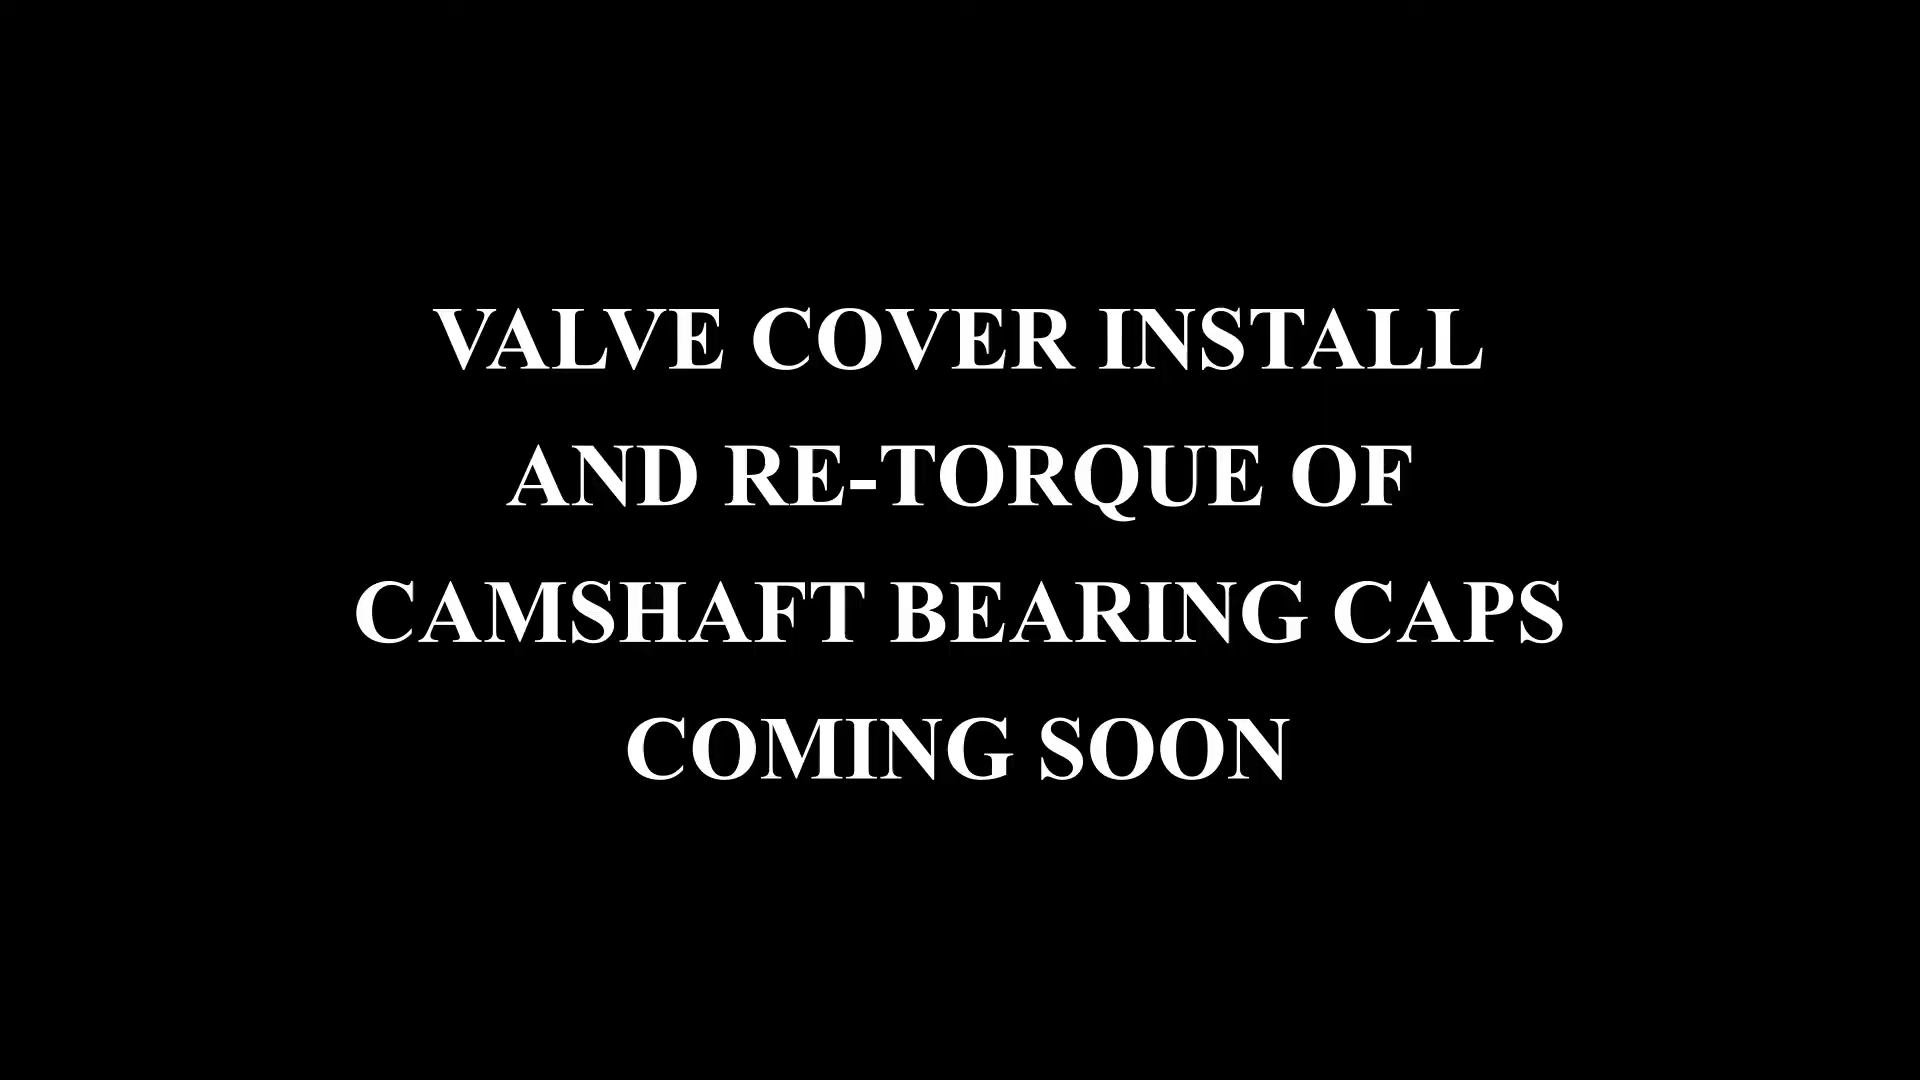 VALVE COVER INSTALL
AND RE-TORQUE OF
CAMSHAFT BEARING CAPS
COMING SOON